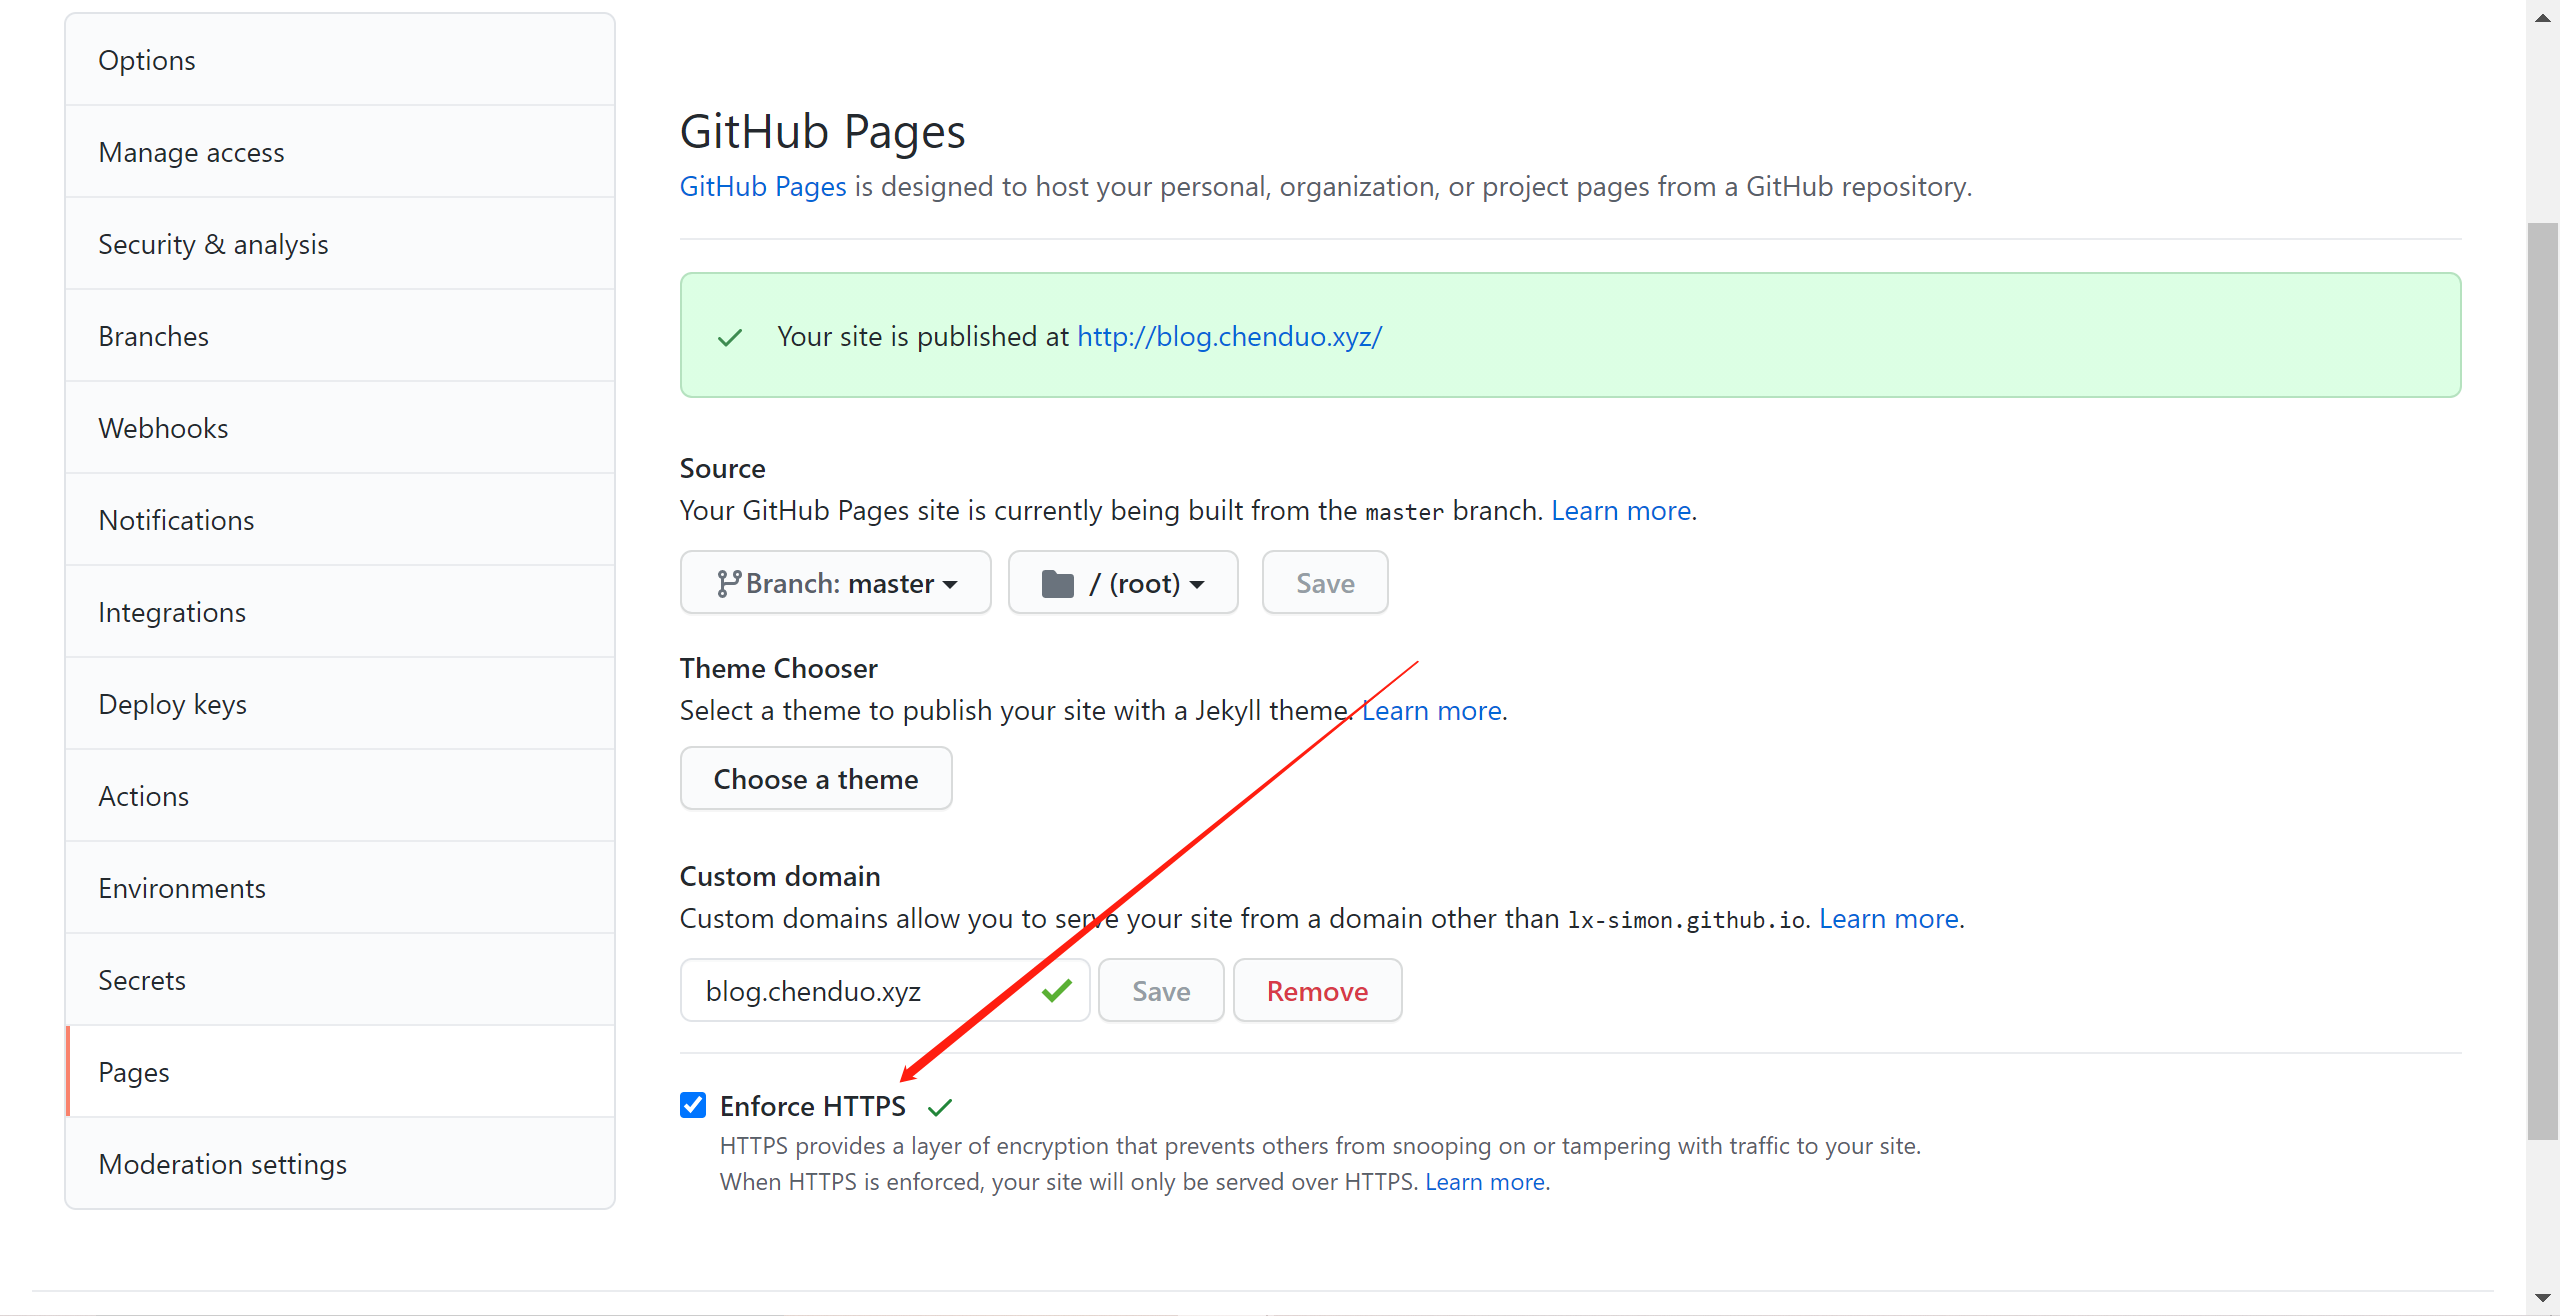 Options
Manage access
Security & analysis
Branches
Webhooks
Notifications
Integrations
Deploy keys
Actions
Environments
Secrets
Pages
Moderation settings
GitHub Pages
GitHub Pages is designed to host your personal, organization, or project pages from a GitHub repository.
Your site is published at http://blog.chenduo.xyz/
Source
Your GitHub Pages site is currently being built from the master branch. Learn more.
Branch: master
/ (root)
Save
Theme Chooser
Select a theme to publish your site with a Jekyll theme. Learn more.
Choose a theme
Custom domain
Custom domains allow you to serve your site from a domain other than lx-simon.github.io. Learn more.
blog.chenduo.xyz
Save
Remove
Enforce HTTPS
HTTPS provides a layer of encryption that prevents others from snooping on or tampering with traffic to your site.
When HTTPS is enforced, your site will only be served over HTTPS. Learn more.